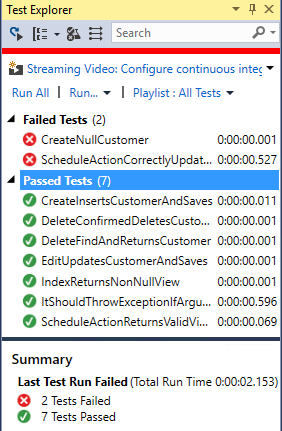 Test Explorer
Search
Streaming Video: Configure continuous integ
Run All | Run... | Playlist : All Tests
Failed Tests (2)
CreateNullCustomer 0:00:00.001
ScheduleActionCorrectlyUpdat... 0:00:00.527
Passed Tests (7)
CreateInsertsCustomerAndSaves 0:00:00.011
DeleteConfirmedDeletesCusto... 0:00:00.001
DeleteFindAndReturnsCustomer 0:00:00.001
EditUpdatesCustomerAndSaves 0:00:00.001
IndexReturnsNonNullView 0:00:00.001
ItShouldThrowExceptionIfArgu... 0:00:00.596
ScheduleActionReturnsValidVi... 0:00:00.069
Summary
Last Test Run Failed (Total Run Time 0:00:02.153)
2 Tests Failed
7 Tests Passed